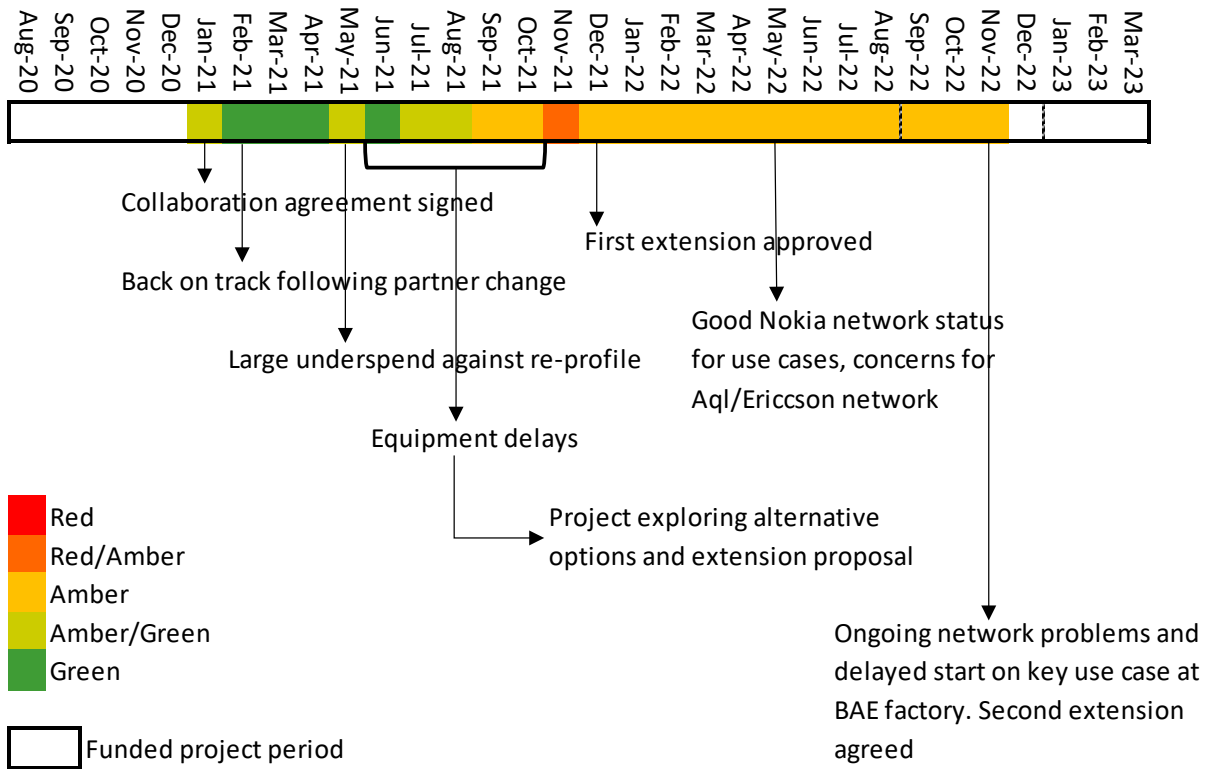 Aug-20
Sep-20
Oct-20
Nov-20
Dec-20
Jan-21
Feb-21
Mar-21
Apr-21
May-21
Jun-21
Jul-21
Aug-21
Sep-21
Oct-21
Nov-21
Dec-21
Jan-22
Feb-22
Mar-22
Apr-22
May-22
Jun-22
Jul-22
Aug-22
Sep-22
Oct-22
Nov-22
Dec-22
Jan-23
Feb-23
Mar-23
Collaboration agreement signed
First extension approved
Back on track following partner change
Good Nokia network status
for use cases, concerns for
Aql/Ericcson network
Large underspend against re-profile
Equipment delays
Project exploring alternative
options and extension proposal
Red
Red/Amber
Amber
Amber/Green
Green
Ongoing network problems and
delayed start on key use case at
BAE factory. Second extension
agreed
Funded project period